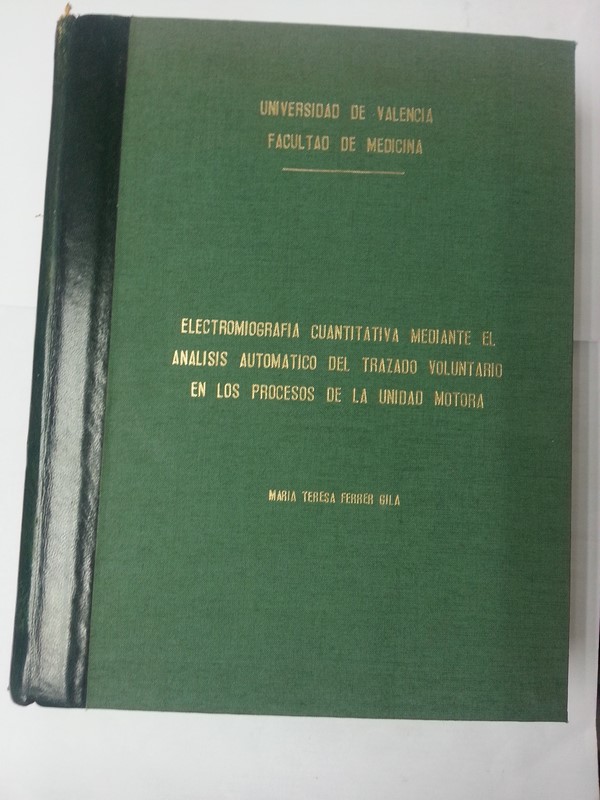 UNIVERSIDAD DE VALENCIA
FACULTAD DE MEDICINA
ELECTROMIOGRAFIA CUANTITATIVA MEDIANTE EL
ANALISIS AUTOMATICO DEL TRAZADO VOLUNTARIO
EN LOS PROCESOS DE LA UNIDAD MOTORA
MARIA TERESA FERRER GILA